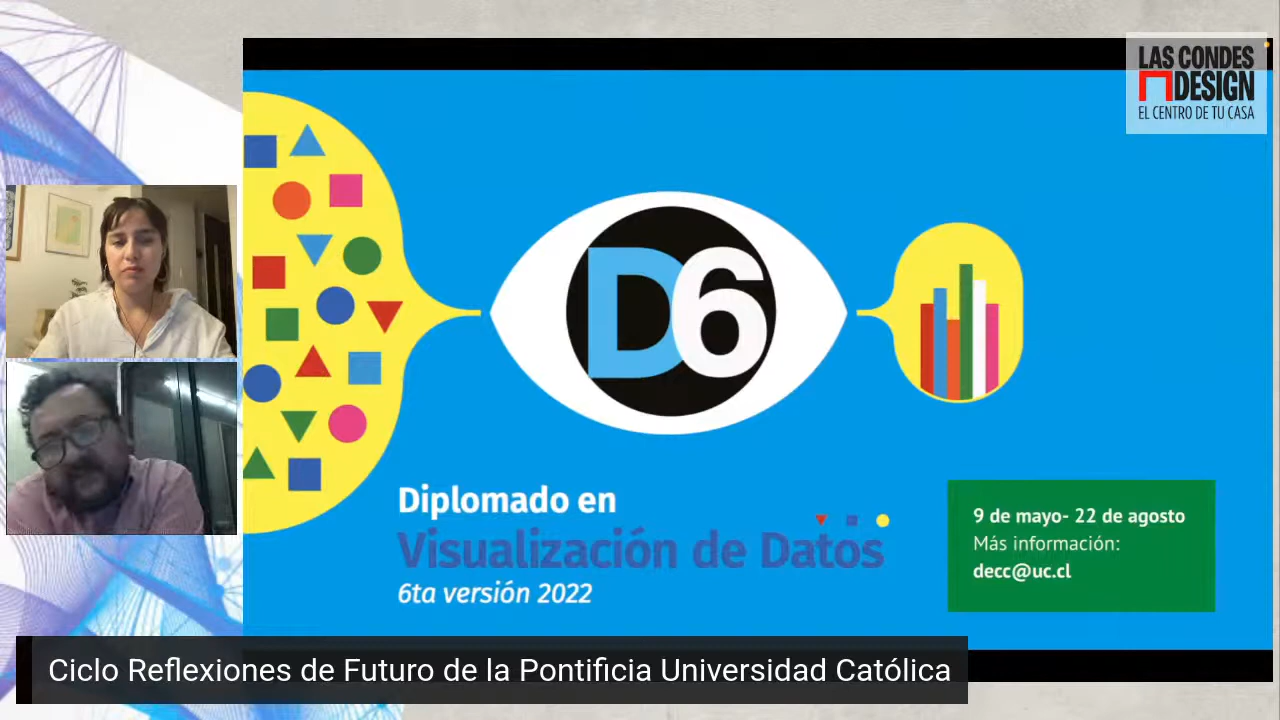 LAS CONDES
DESIGN
EL CENTRO DE TU CASA
D6
Diplomado en
Visualización de Datos
6ta versión 2022
9 de mayo- 22 de agosto
Más información:
decc@uc.cl
Ciclo Reflexiones de Futuro de la Pontificia Universidad Católica